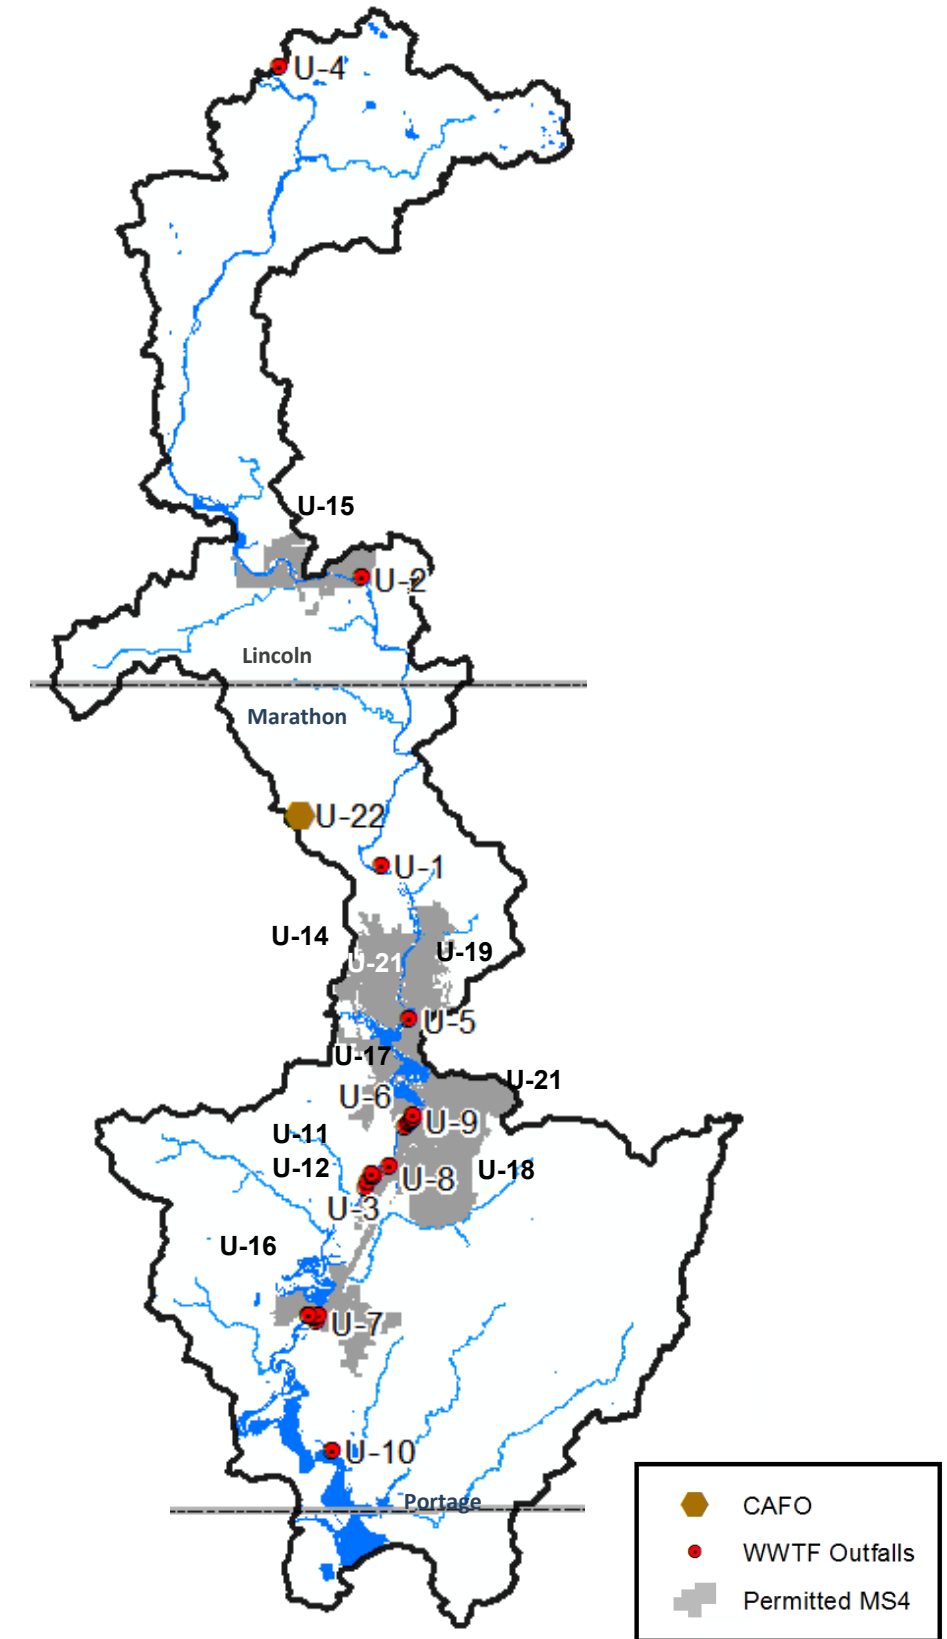 U-4
U-15
U-2
Lincoln
Marathon
U-22
U-1
U-14
U-19
U-21
U-5
U-17
U-21
U-6
U-9
U-11
U-12
U-18
U-8
U-3
U-16
U-7
U-10
Portage
CAFO
WWTF Outfalls
Permitted MS4